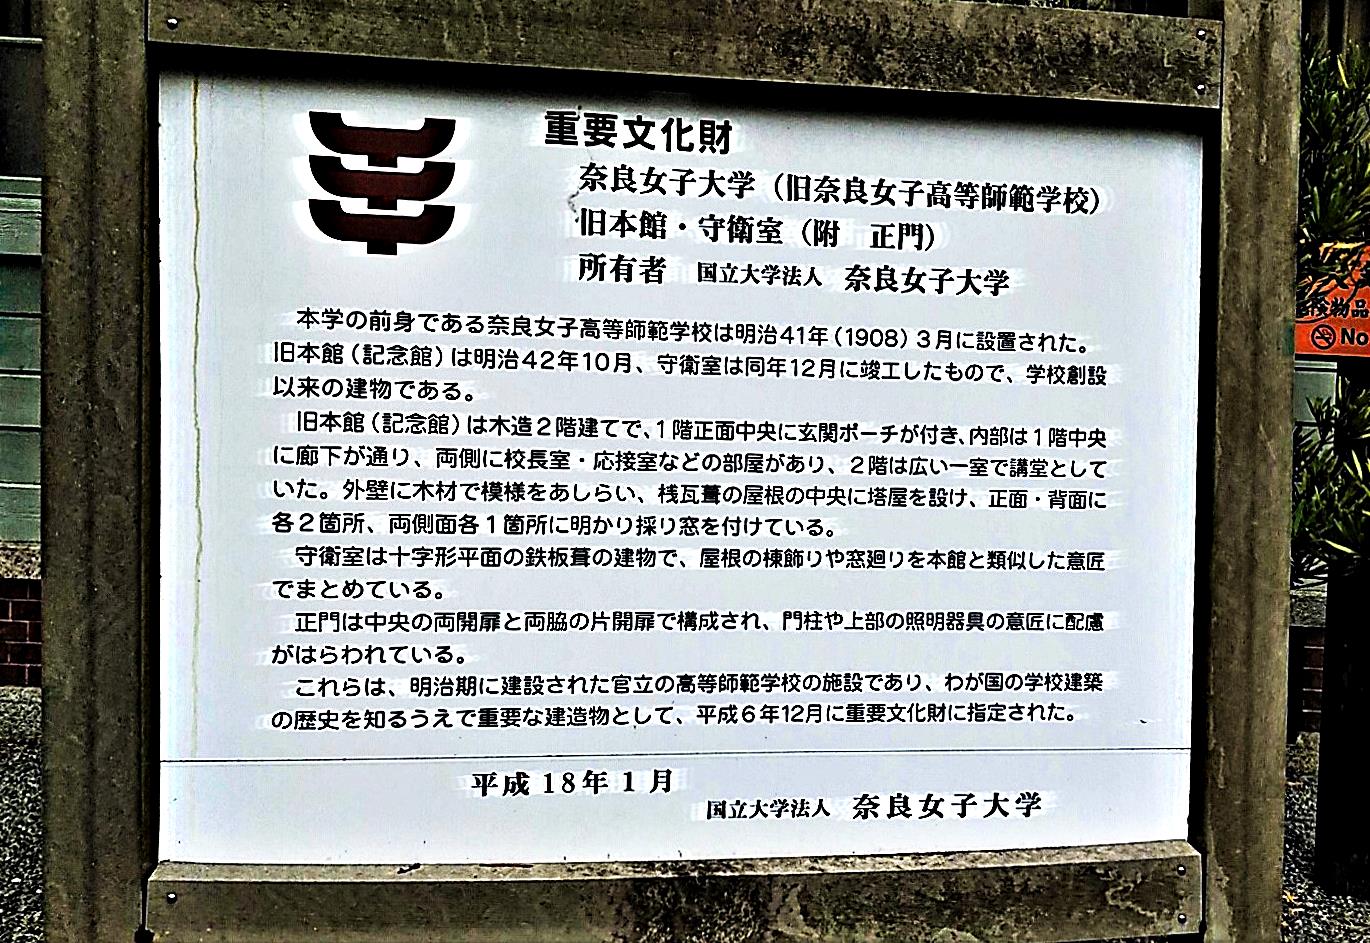 重要文化財
奈良女子大学（旧奈良女子高等師範学校）
旧本館・守衛室（附　正門）
所有者　国立大学法人　奈良女子大学
本学の前身である奈良女子高等師範学校は明治41年（1908）3月に設置された。
旧本館（記念館）は明治42年10月、守衛室は同年12月に竣工したもので、学校創設
以来の建物である。
旧本館（記念館）は木造2階建てで、1階正面中央に玄関ポーチが付き、内部は1階中央
に廊下が通り、両側に校長室・応接室などの部屋があり、2階は広い一室で講堂として
いた。外壁に木材で模様をあしらい、桟瓦葺の屋根の中央に塔屋を設け、正面・背面に
各2箇所、両側面各1箇所に明かり採り窓を付けている。
守衛室は十字形平面の鉄板葺の建物で、屋根の棟飾りや窓廻りを本館と類似した意匠
でまとめている。
正門は中央の両開扉と両脇の片開扉で構成され、門柱や上部の照明器具の意匠に配慮
がはらわれている。
これらは、明治期に建設された官立の高等師範学校の施設であり、わが国の学校建築
の歴史を知るうえで重要な建造物として、平成6年12月に重要文化財に指定された。
平成18年1月
国立大学法人　奈良女子大学
物品
No